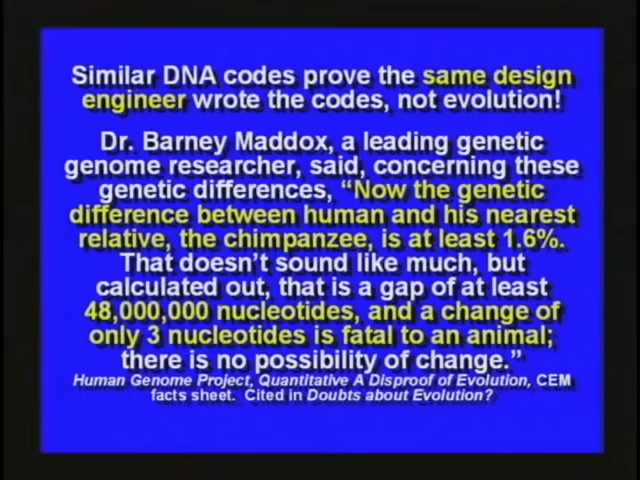 Similar DNA codes prove the same design
engineer wrote the codes, not evolution!
Dr. Barney Maddox, a leading genetic
genome researcher, said, concerning these
genetic differences, “Now the genetic
difference between human and his nearest
relative, the chimpanzee, is at least 1.6%.
That doesn’t sound like much, but
calculated out, that is a gap of at least
48,000,000 nucleotides, and a change of
only 3 nucleotides is fatal to an animal;
there is no possibility of change.”
Human Genome Project, Quantitative A Disproof of Evolution, CEM
facts sheet. Cited in Doubts about Evolution?